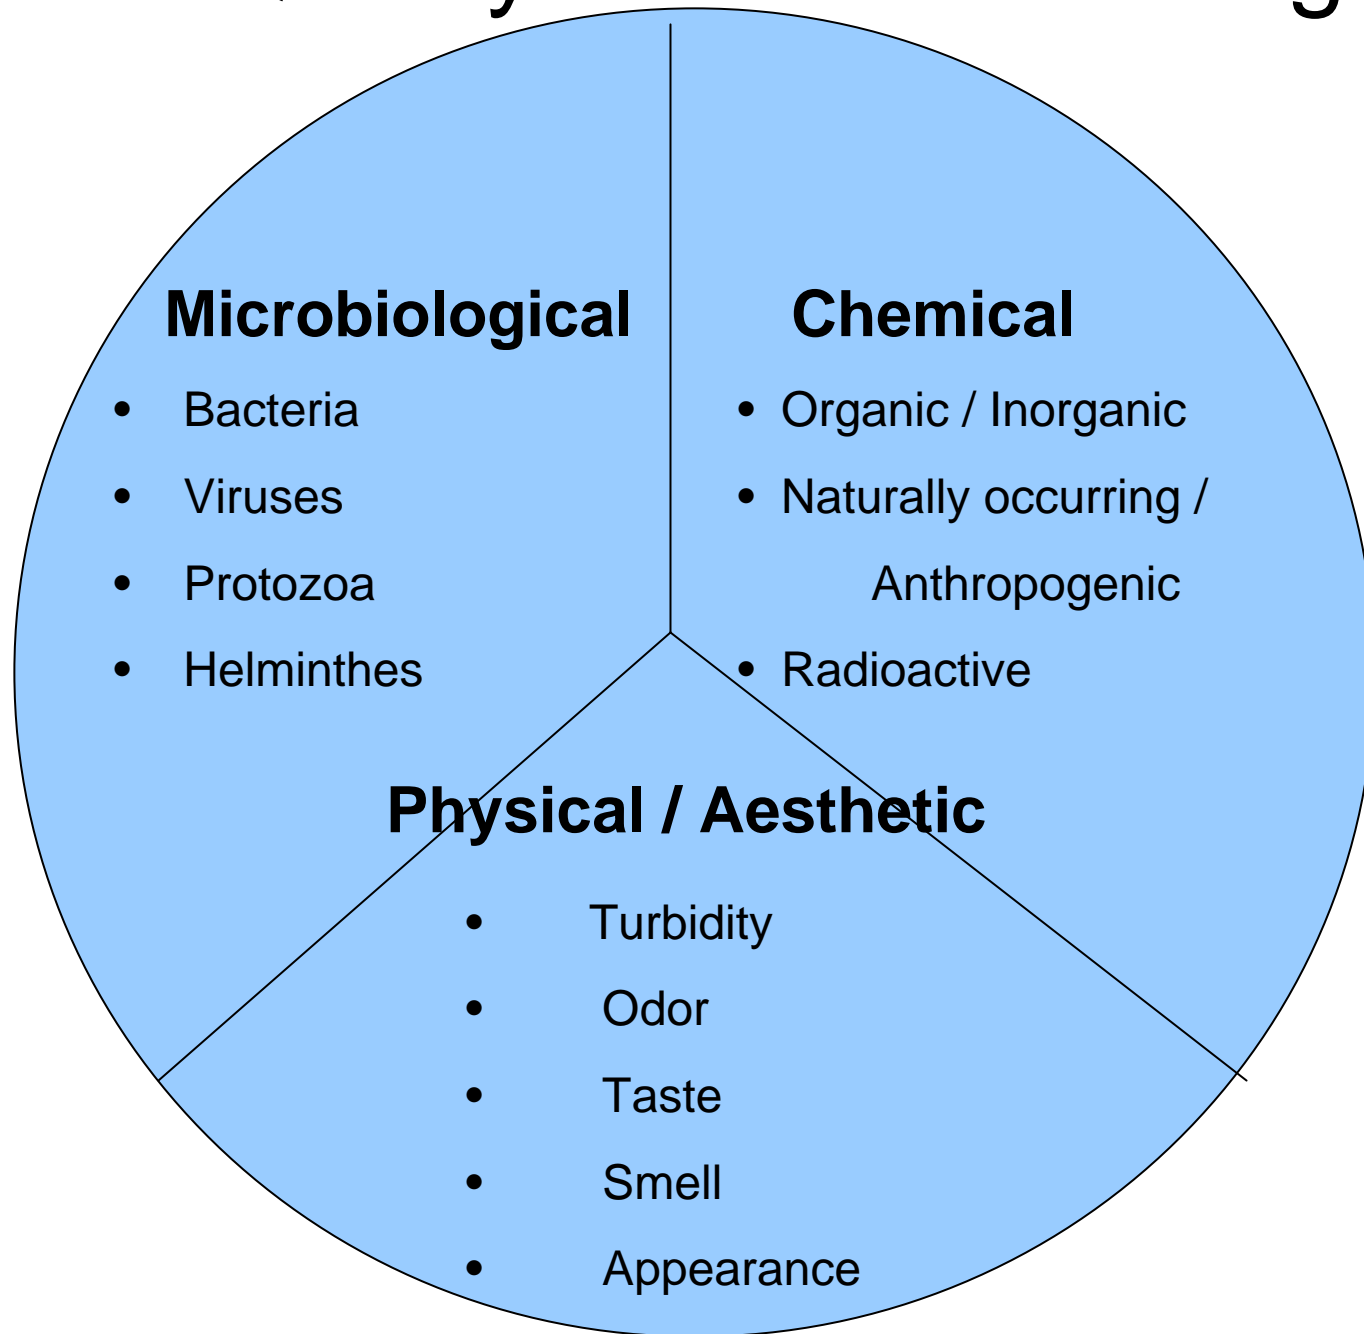 Microbiological
• Bacteria
• Viruses
• Protozoa
• Helminthes
Chemical
• Organic / Inorganic
• Naturally occurring /
Anthropogenic
• Radioactive
Physical / Aesthetic
• Turbidity
• Odor
• Taste
• Smell
• Appearance